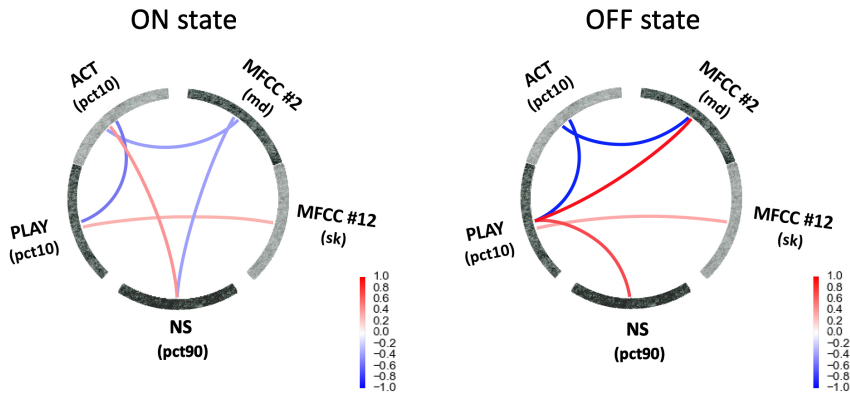 ON state
ACT
(pct10)
MFCC #2
(md)
PLAY
(pct10)
MFCC #12
(sk)
NS
(pct90)
1.0
0.8
0.6
0.4
0.2
0.0
−0.2
−0.4
−0.6
−0.8
−1.0
OFF state
ACT
(pct10)
MFCC #2
(md)
PLAY
(pct10)
MFCC #12
(sk)
NS
(pct90)
1.0
0.8
0.6
0.4
0.2
0.0
−0.2
−0.4
−0.6
−0.8
−1.0